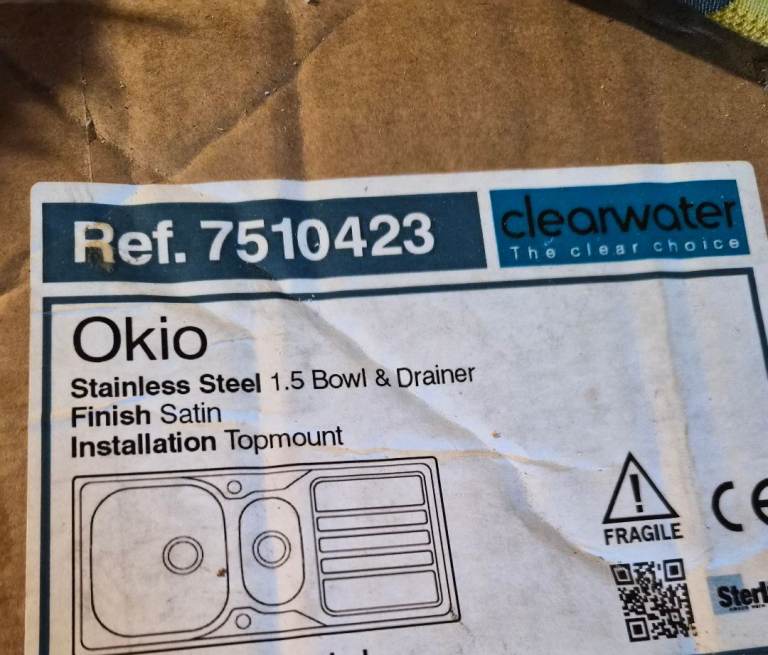 Ref. 7510423
clearwater
The clear choice
Okio
Stainless Steel 1.5 Bowl & Drainer
Finish Satin
Installation Topmount
FRAGILE
CE